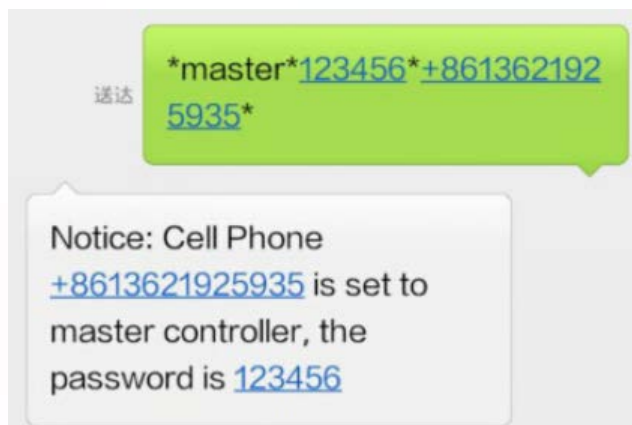 *master*123456*+861362192
5935*
送达
Notice: Cell Phone
+8613621925935 is set to
master controller, the
password is 123456